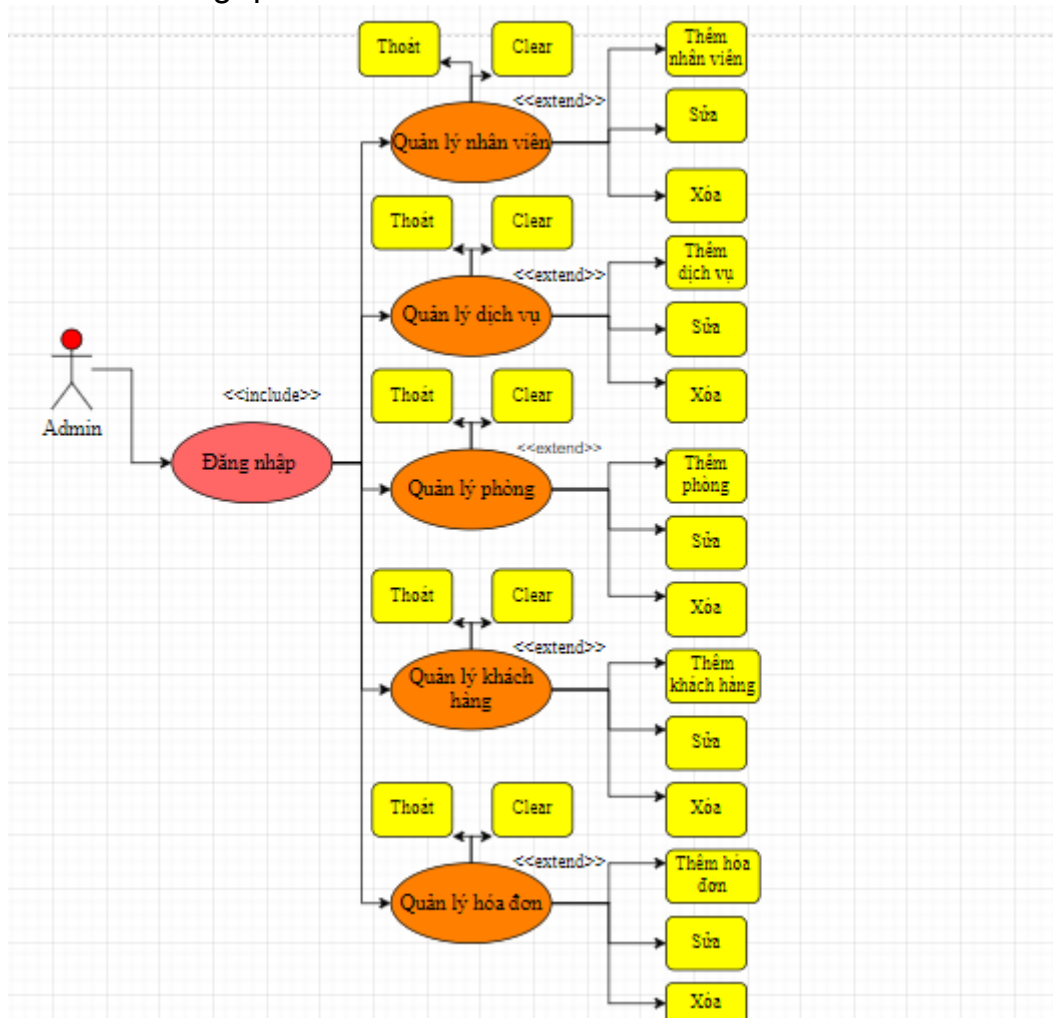 Thoát
Clear
Thêm
nhân viên
<<extend>>
Sửa
Quản lý nhân viên
Xóa
Thoát
Clear
Thêm
dịch vụ
<<extend>>
Quản lý dịch vụ
Sửa
Xóa
Thoát
Clear
<<include>>
Admin
<<extend>>
Đăng nhập
Thêm
phòng
Quản lý phòng
Sửa
Xóa
Thoát
Clear
<<extend>>
Thêm
khách hàng
Quản lý khách
hàng
Sửa
Xóa
Thoát
Clear
<<extend>>
Thêm hóa
đơn
Quản lý hóa đơn
Sửa
Xóa